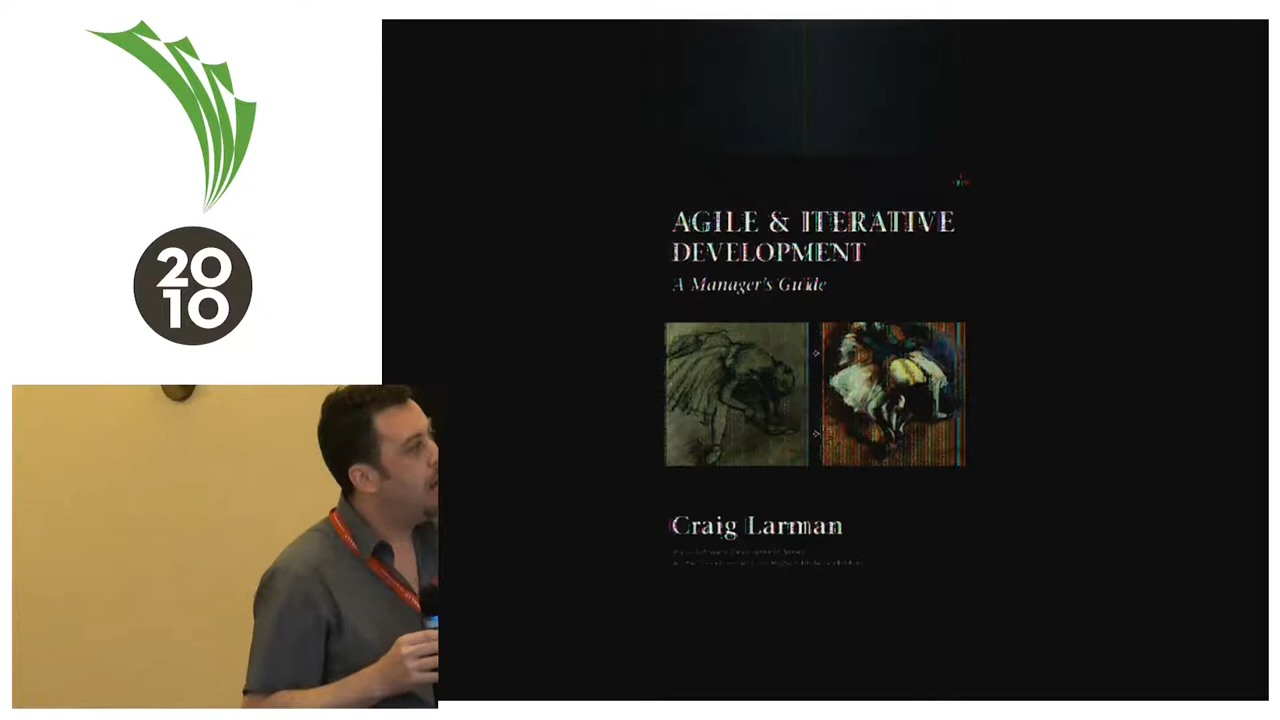 20
10
AGILE & ITERATIVE
DEVELOPMENT
A Manager's Guide
Craig Larman